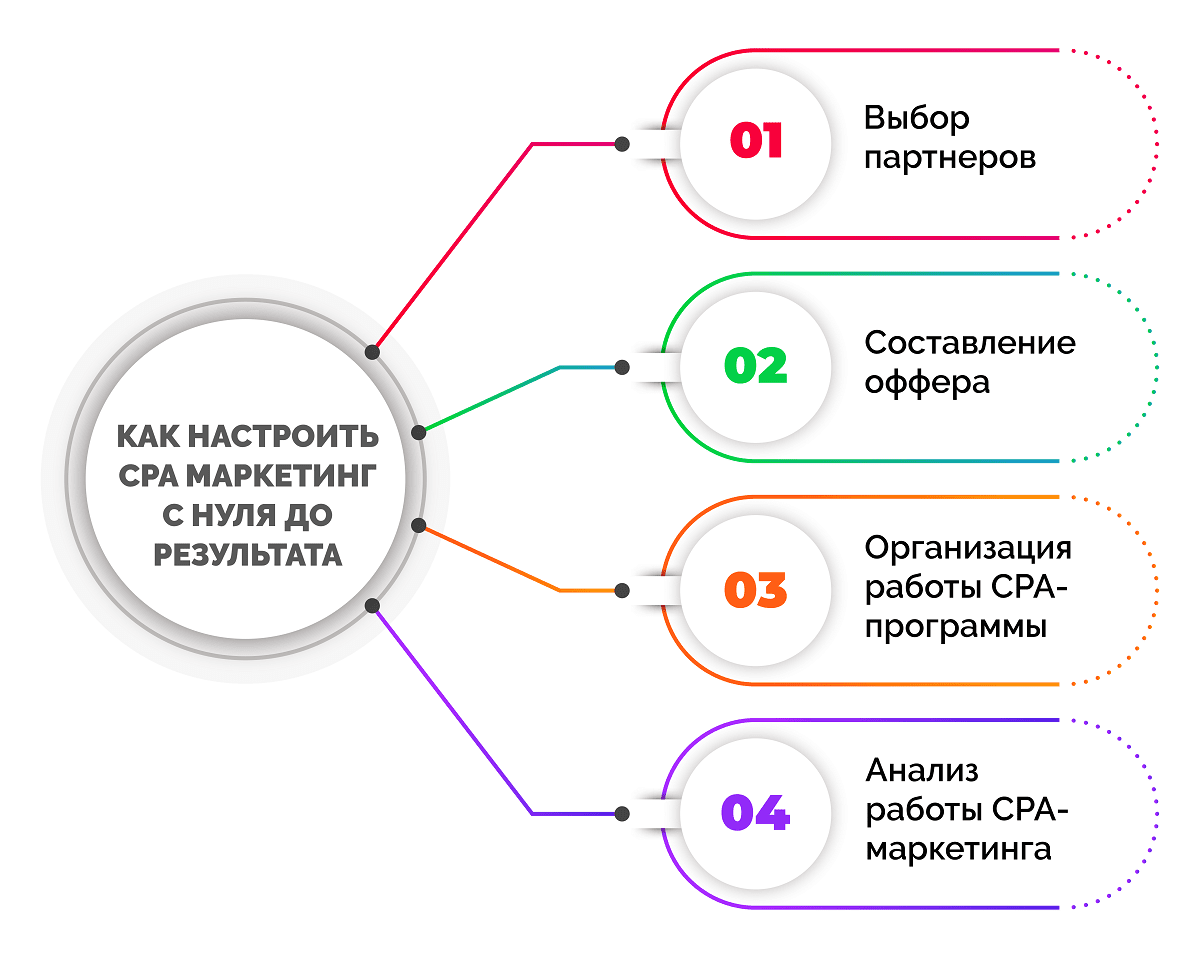 КАК НАСТРОИТЬ
CPA МАРКЕТИНГ
С НУЛЯ ДО
РЕЗУЛЬТАТА
01
Выбор
партнеров
02
Составление
оффера
03
Организация
работы CPA-
программы
04
Анализ
работы CPA-
маркетинга